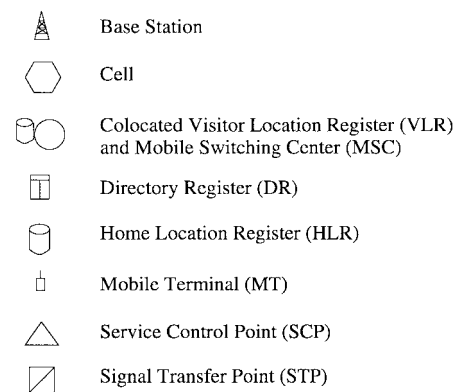 Base Station
Cell
Colocated Visitor Location Register (VLR)
and Mobile Switching Center (MSC)
Directory Register (DR)
Home Location Register (HLR)
Mobile Terminal (MT)
Service Control Point (SCP)
Signal Transfer Point (STP)